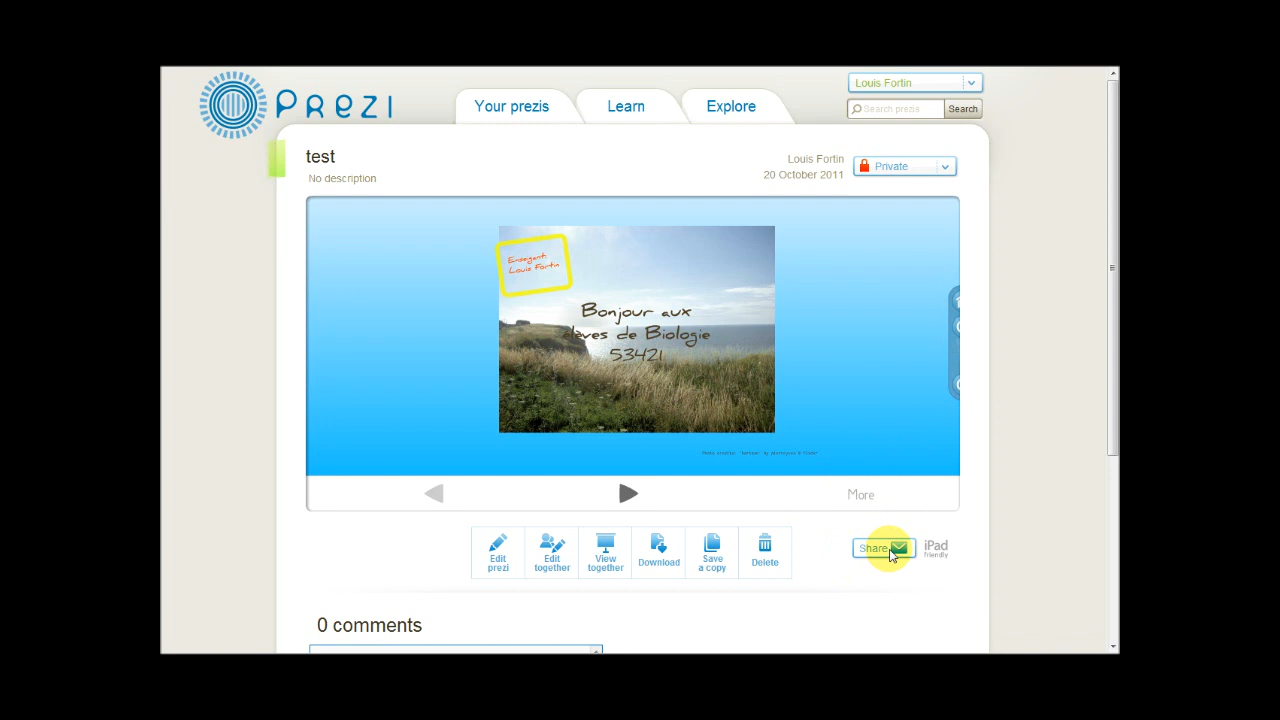 PREZI
Your prezis
Learn
Explore
Louis Fortin
Search prezis
Search
test
No description
Louis Fortin
20 October 2011
Private
Louis Fortin
Bonjour aux
élèves de Biologie
53421
More
Edit
prezi
Edit
together
View
together
Download
Save
a copy
Delete
Share
iPad
friendly
0 comments